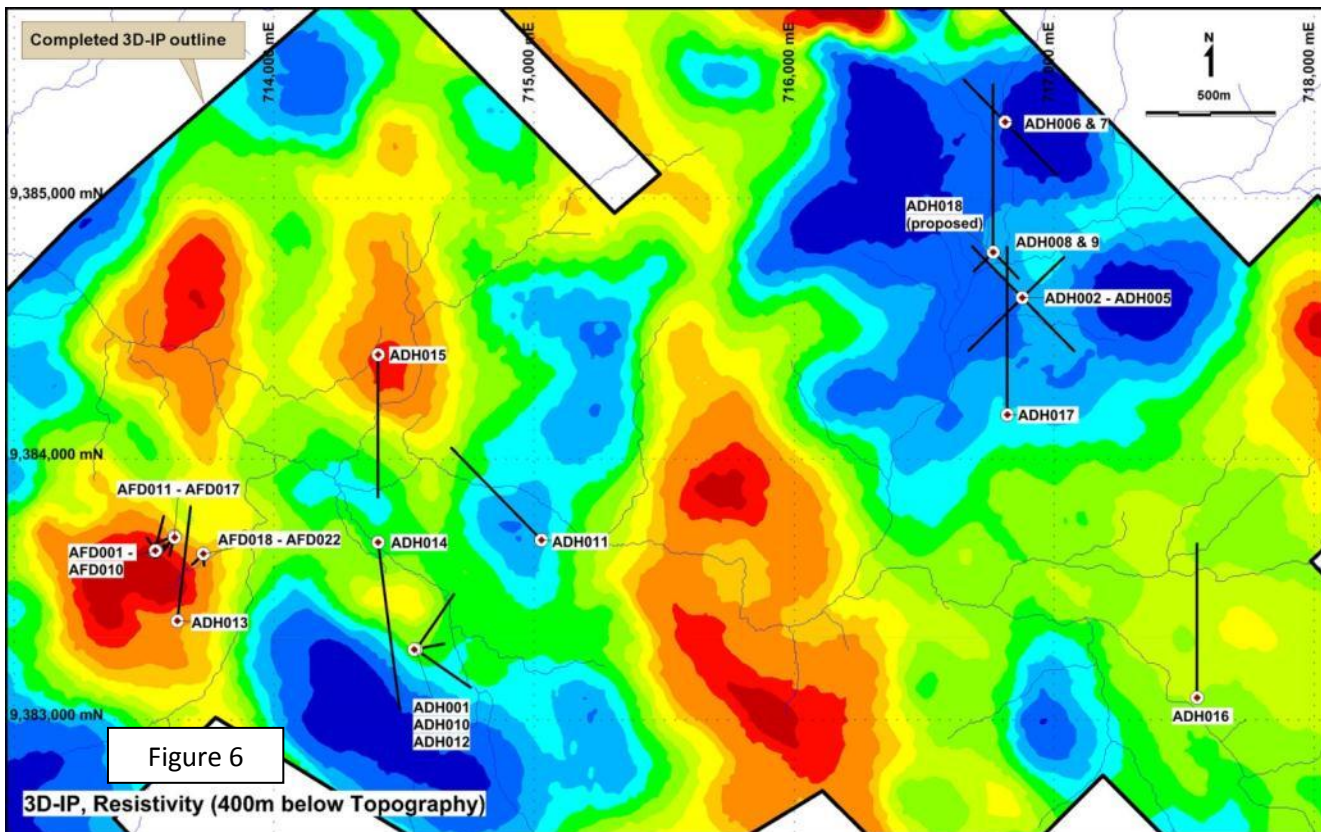 Completed 3D-IP outline
714,000 mE
715,000 mE
716,000 mE
717,000 mE
718,000 mE
N
500m
ADH006 & 7
9,385,000 mN
ADH018
(proposed)
ADH008 & 9
ADH002 - ADH005
ADH015
ADH017
9,384,000 mN
AFD011 - AFD017
AFD018 - AFD022
AFD001 -
AFD010
ADH014
ADH011
ADH013
ADH001
ADH010
ADH012
ADH016
9,383,000 mN
Figure 6
3D-IP, Resistivity (400m below Topography)